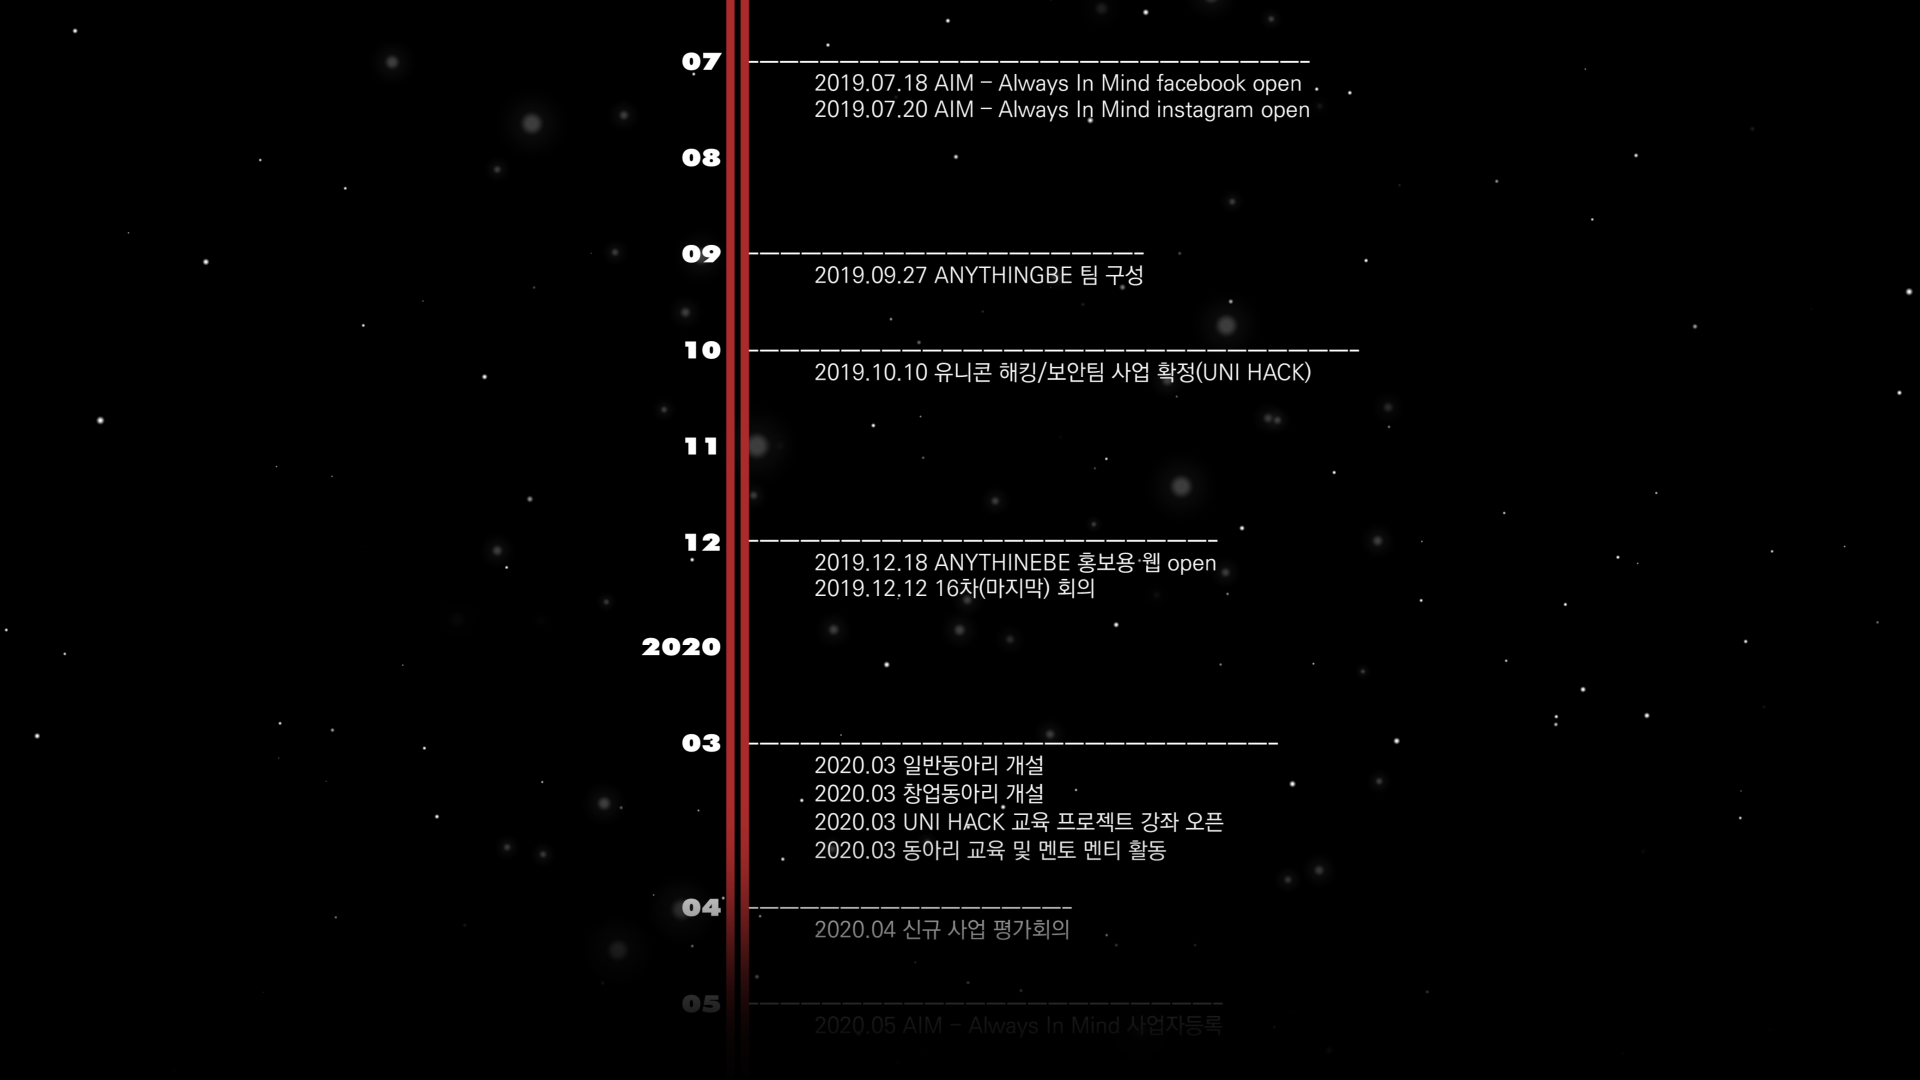 07
2019.07.18 AIM - Always In Mind facebook open
2019.07.20 AIM - Always In Mind instagram open
08
09
2019.09.27 ANYTHINGBE 팀 구성
10
2019.10.10 유니콘 해킹/보안팀 사업 확정(UNI HACK)
11
12
2019.12.18 ANYTHINEBE 홍보용 웹 open
2019.12.12 16차(마지막) 회의
2020
03
2020.03 일반동아리 개설
2020.03 창업동아리 개설
2020.03 UNI HACK 교육 프로젝트 강좌 오픈
2020.03 동아리 교육 및 멘토 멘티 활동
04
2020.04 신규 사업 평가회의
05
2020.05 AIM - Always In Mind 사업자등록